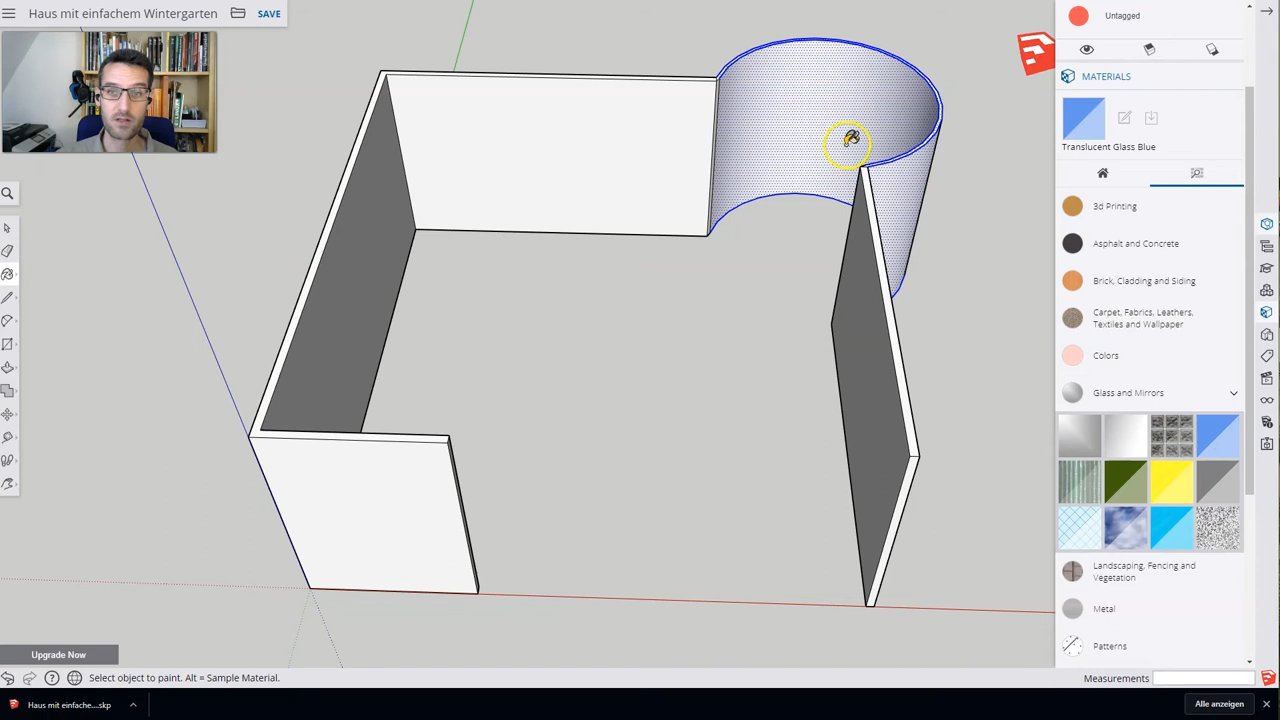 Haus mit einfachem Wintergarten
SAVE
Untagged
MATERIALS
Translucent Glass Blue
3d Printing
Asphalt and Concrete
Brick, Cladding and Siding
Carpet, Fabrics, Leathers,
Textiles and Wallpaper
Colors
Glass and Mirrors
Landscaping, Fencing and
Vegetation
Metal
Patterns
Upgrade Now
Select object to paint. Alt = Sample Material.
Measurements
Haus mit einfache....skp
Alle anzeigen